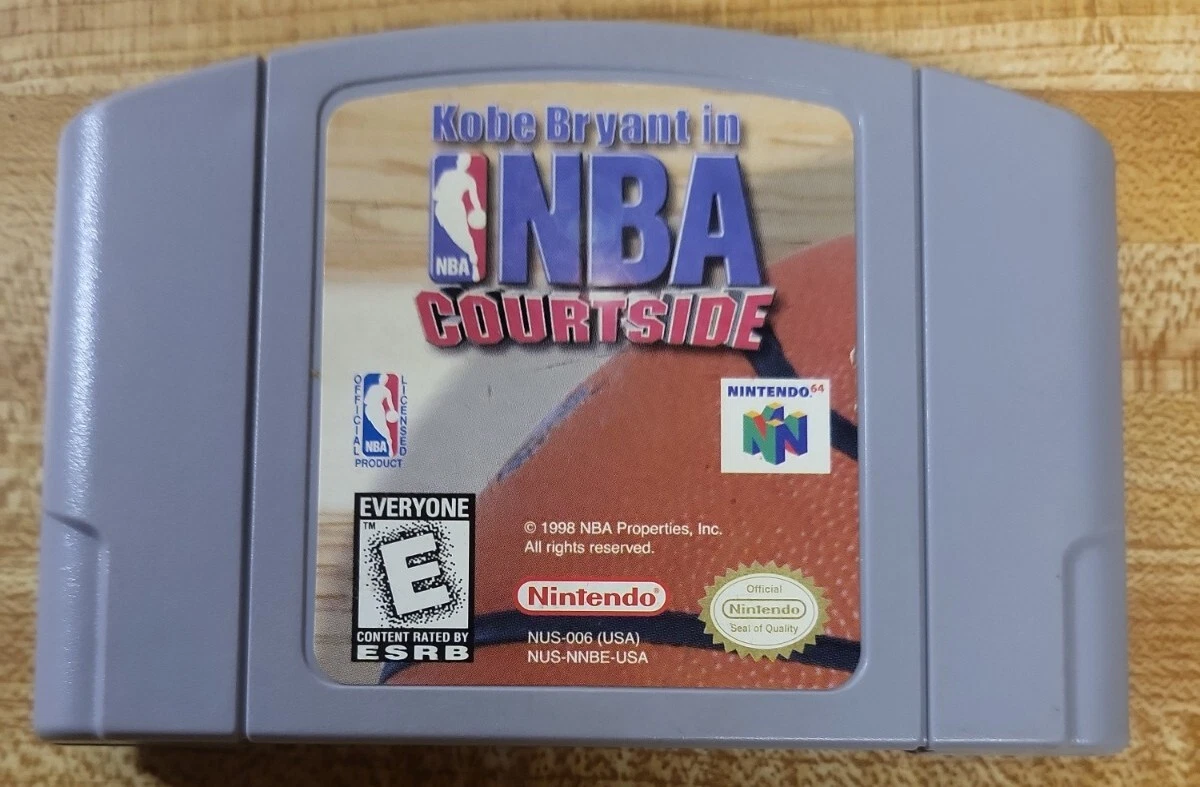 Kobe Bryant in
NBA
NBA
COURTSIDE
OFFICIAL
LICENSED
NBA
PRODUCT
NINTENDO64
EVERYONE
TM
E
CONTENT RATED BY
ESRB
© 1998 NBA Properties, Inc.
All rights reserved.
Nintendo®
NUS-006 (USA)
NUS-NNBE-USA
Official
Nintendo
Seal of Quality